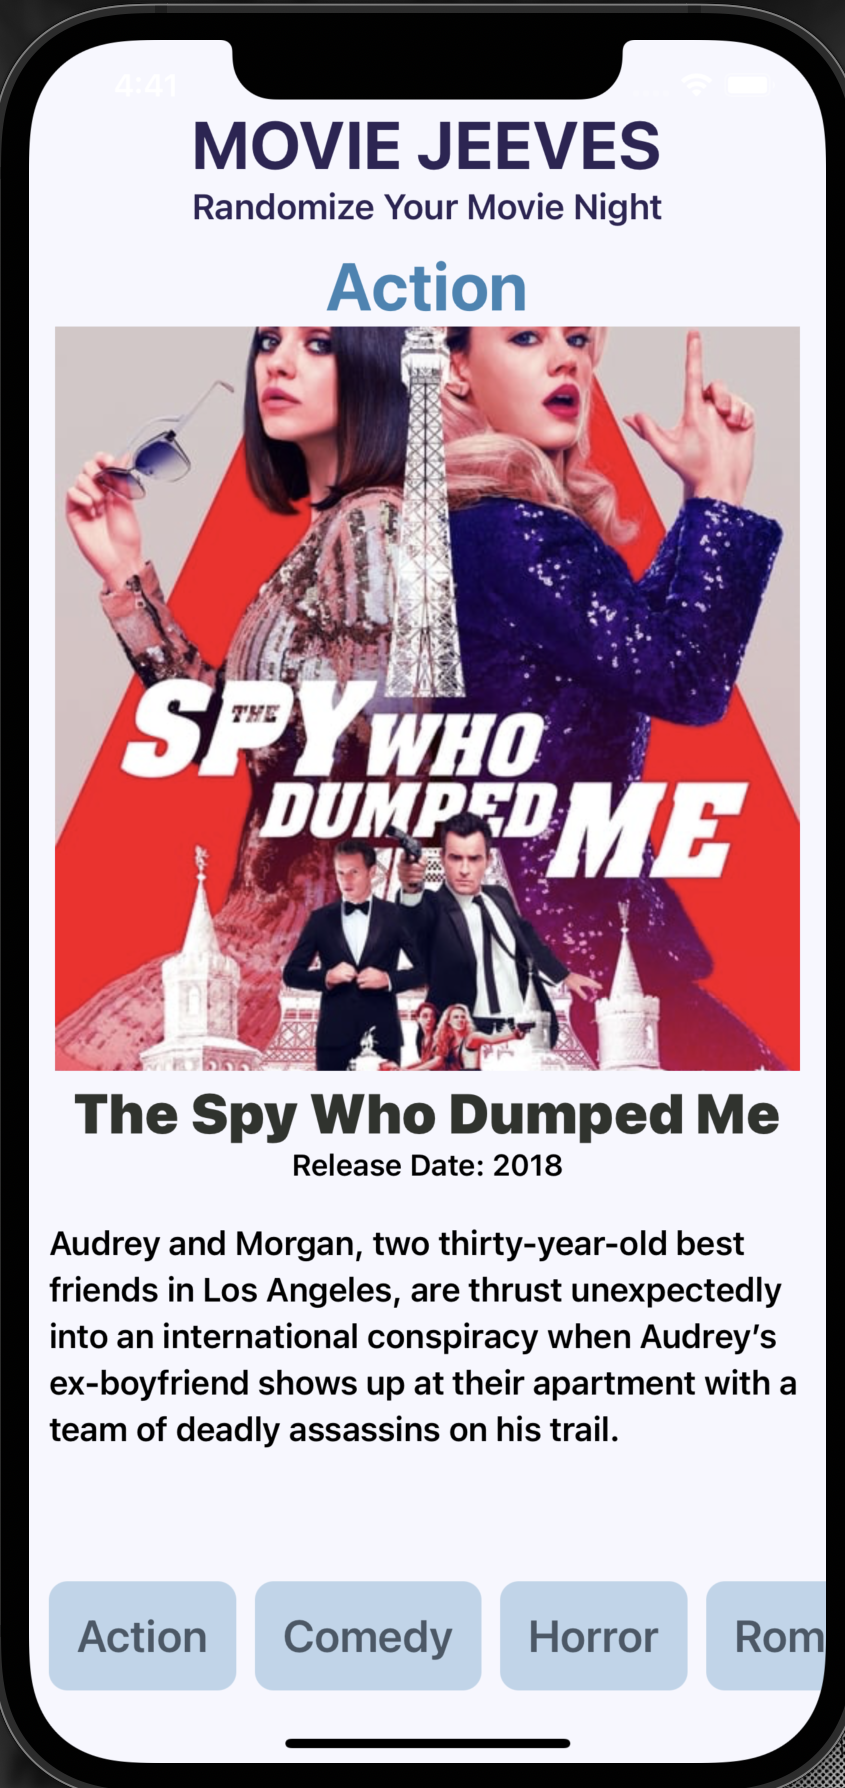 4:41
MOVIE JEEVES
Randomize Your Movie Night
Action
THE
SPY WHO
DUMPED ME
The Spy Who Dumped Me
Release Date: 2018
Audrey and Morgan, two thirty-year-old best
friends in Los Angeles, are thrust unexpectedly
into an international conspiracy when Audrey’s
ex-boyfriend shows up at their apartment with a
team of deadly assassins on his trail.
Action Comedy Horror Rom